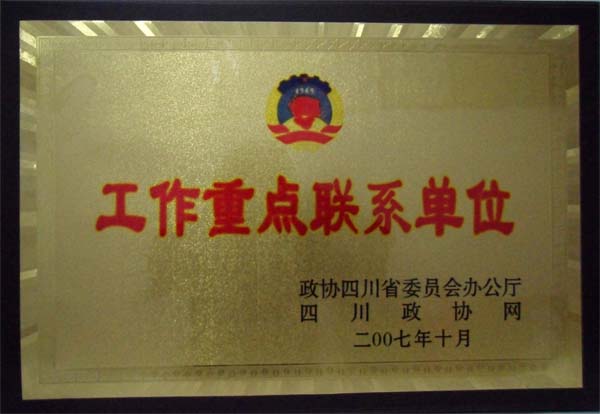 1949
工作重点联系单位
政协四川省委员会办公厅
四川政协网
二00七年十月